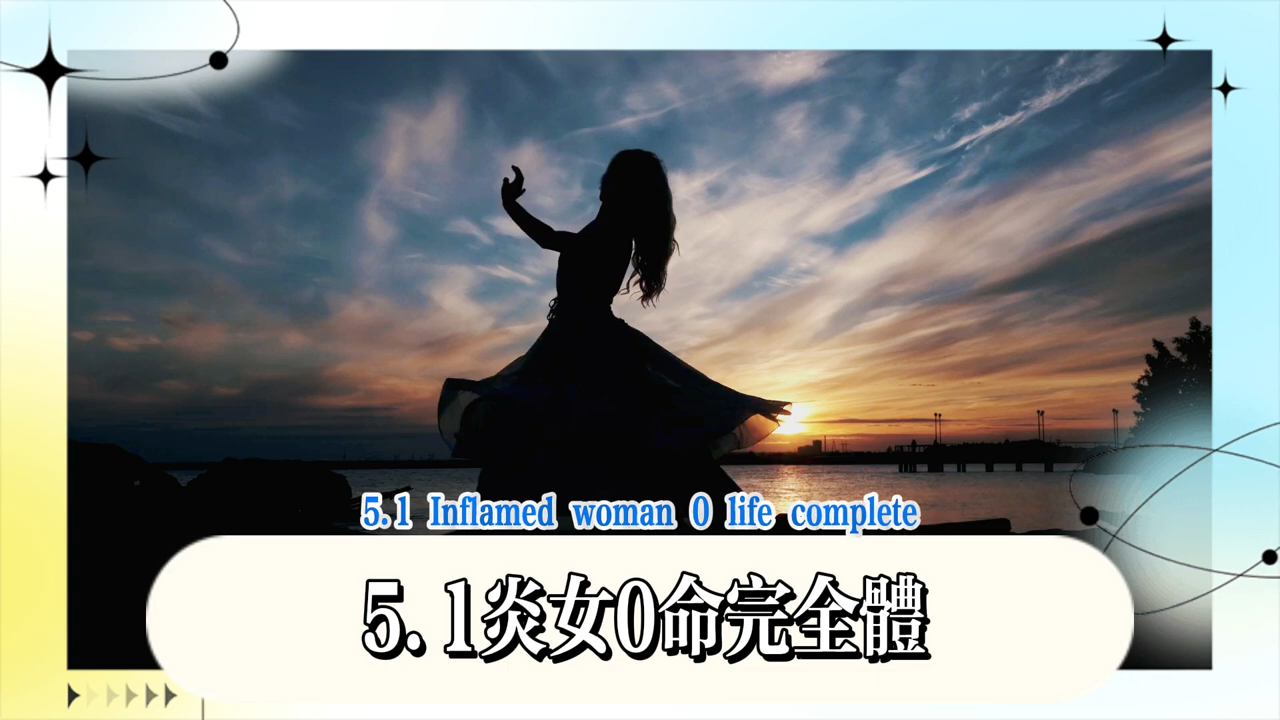 5.1 Inflamed woman 0 life complete
5.1炎女0命完全體